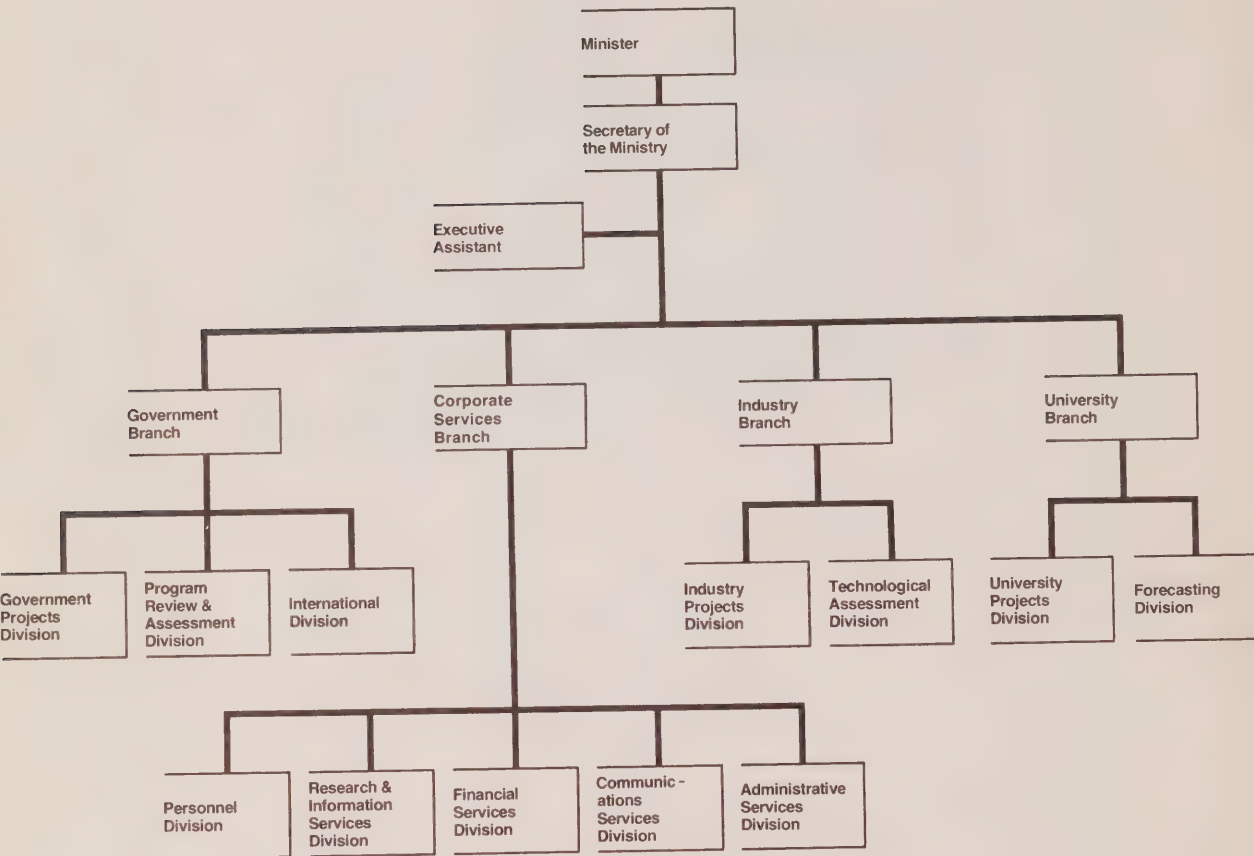 Minister
Secretary of
the Ministry
Executive
Assistant
Government
Branch
Corporate
Services
Branch
Industry
Branch
University
Branch
Government
Projects
Division
Program
Review &
Assessment
Division
International
Division
Industry
Projects
Division
Technological
Assessment
Division
University
Projects
Division
Forecasting
Division
Personnel
Division
Research &
Information
Services
Division
Financial
Services
Division
Communic -
ations
Services
Division
Administrative
Services
Division